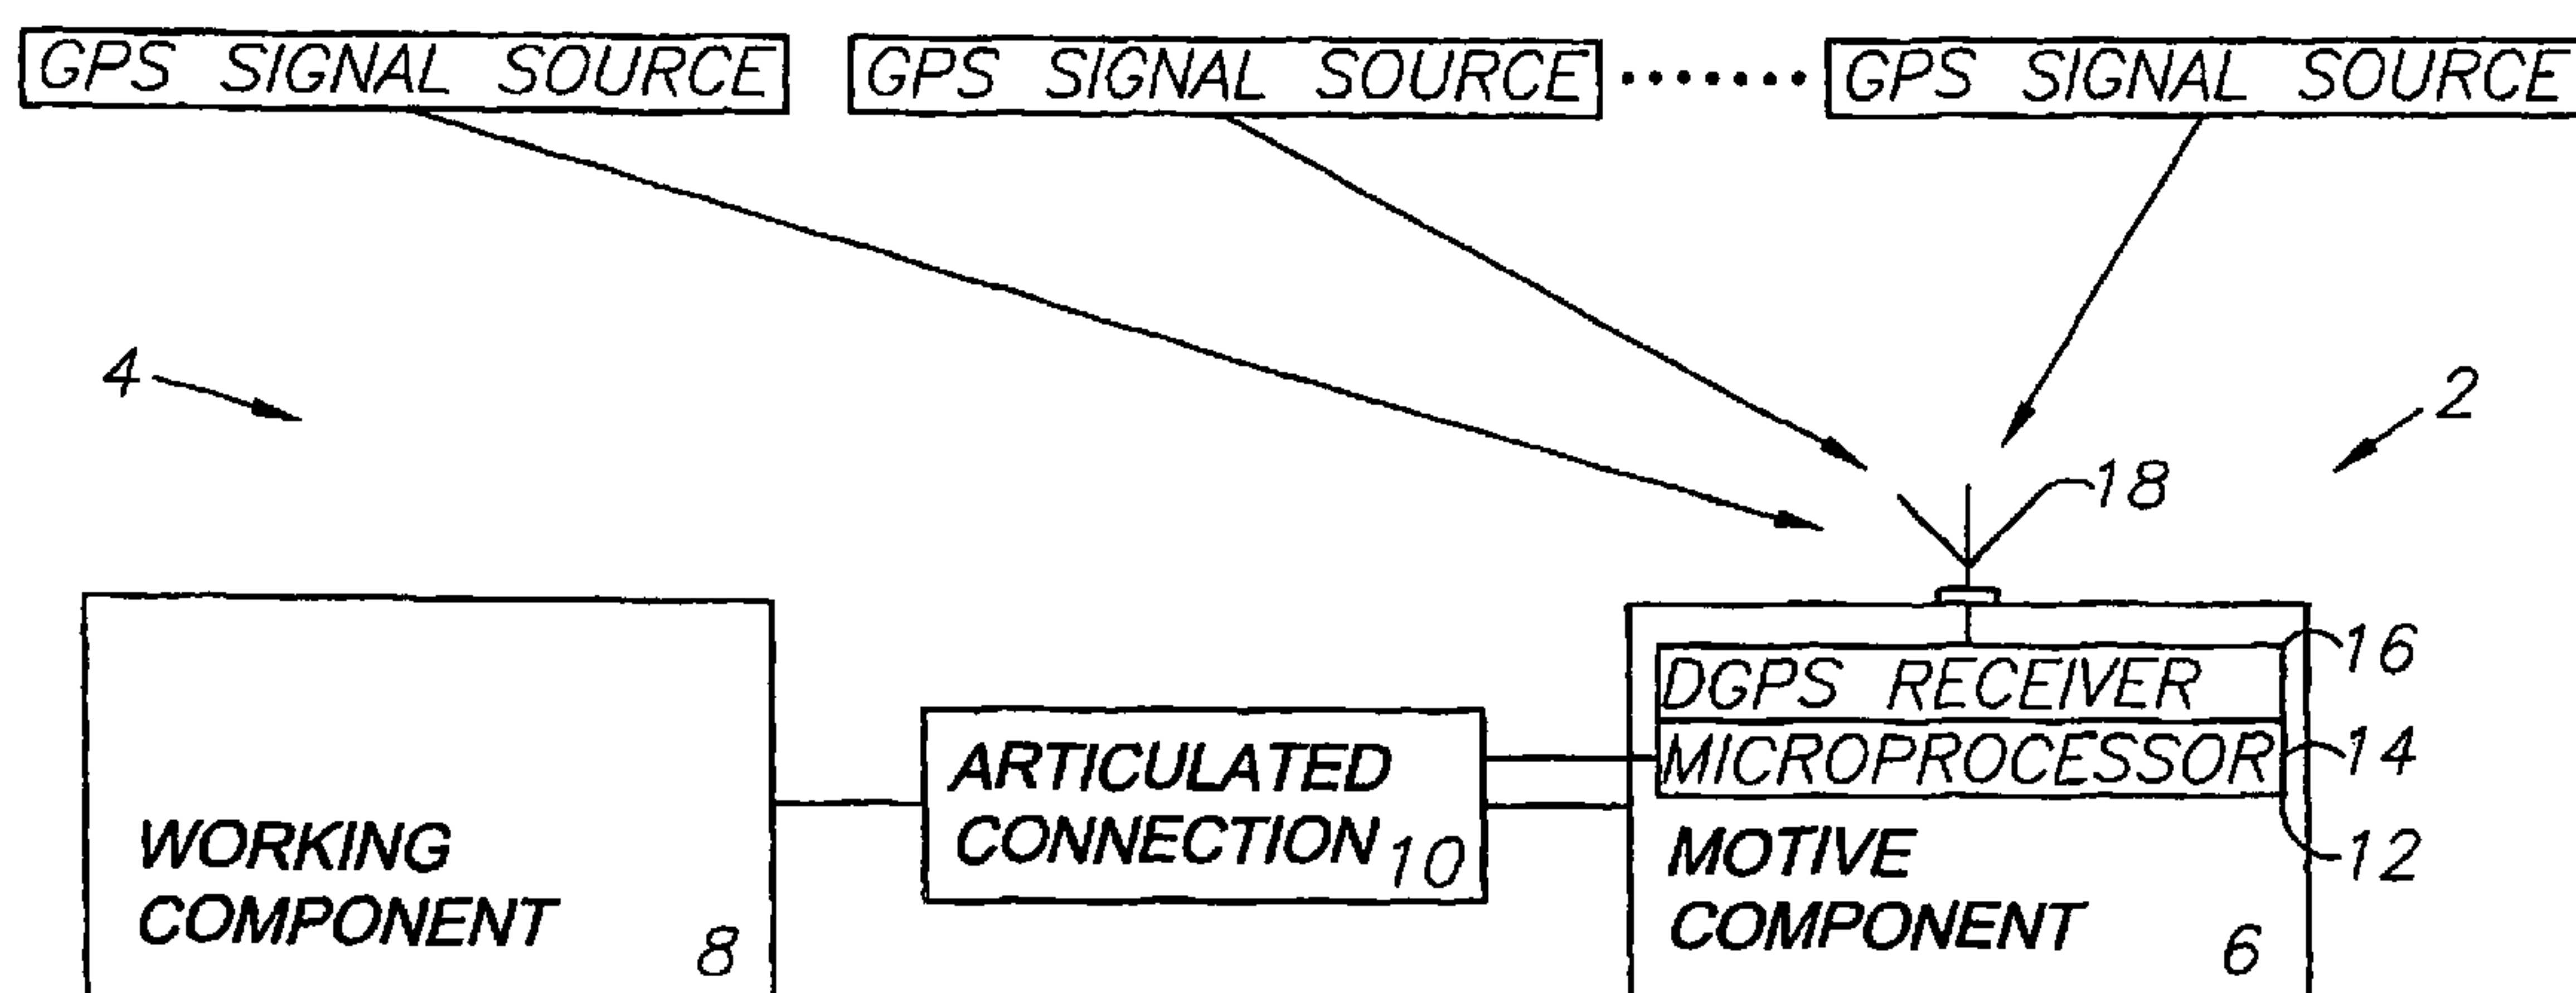 GPS SIGNAL SOURCE GPS SIGNAL SOURCE ....... GPS SIGNAL SOURCE
4
2
18
16
DGPS RECEIVER
MICROPROCESSOR
14
12
ARTICULATED
CONNECTION 10
WORKING
COMPONENT
8
MOTIVE
COMPONENT
6